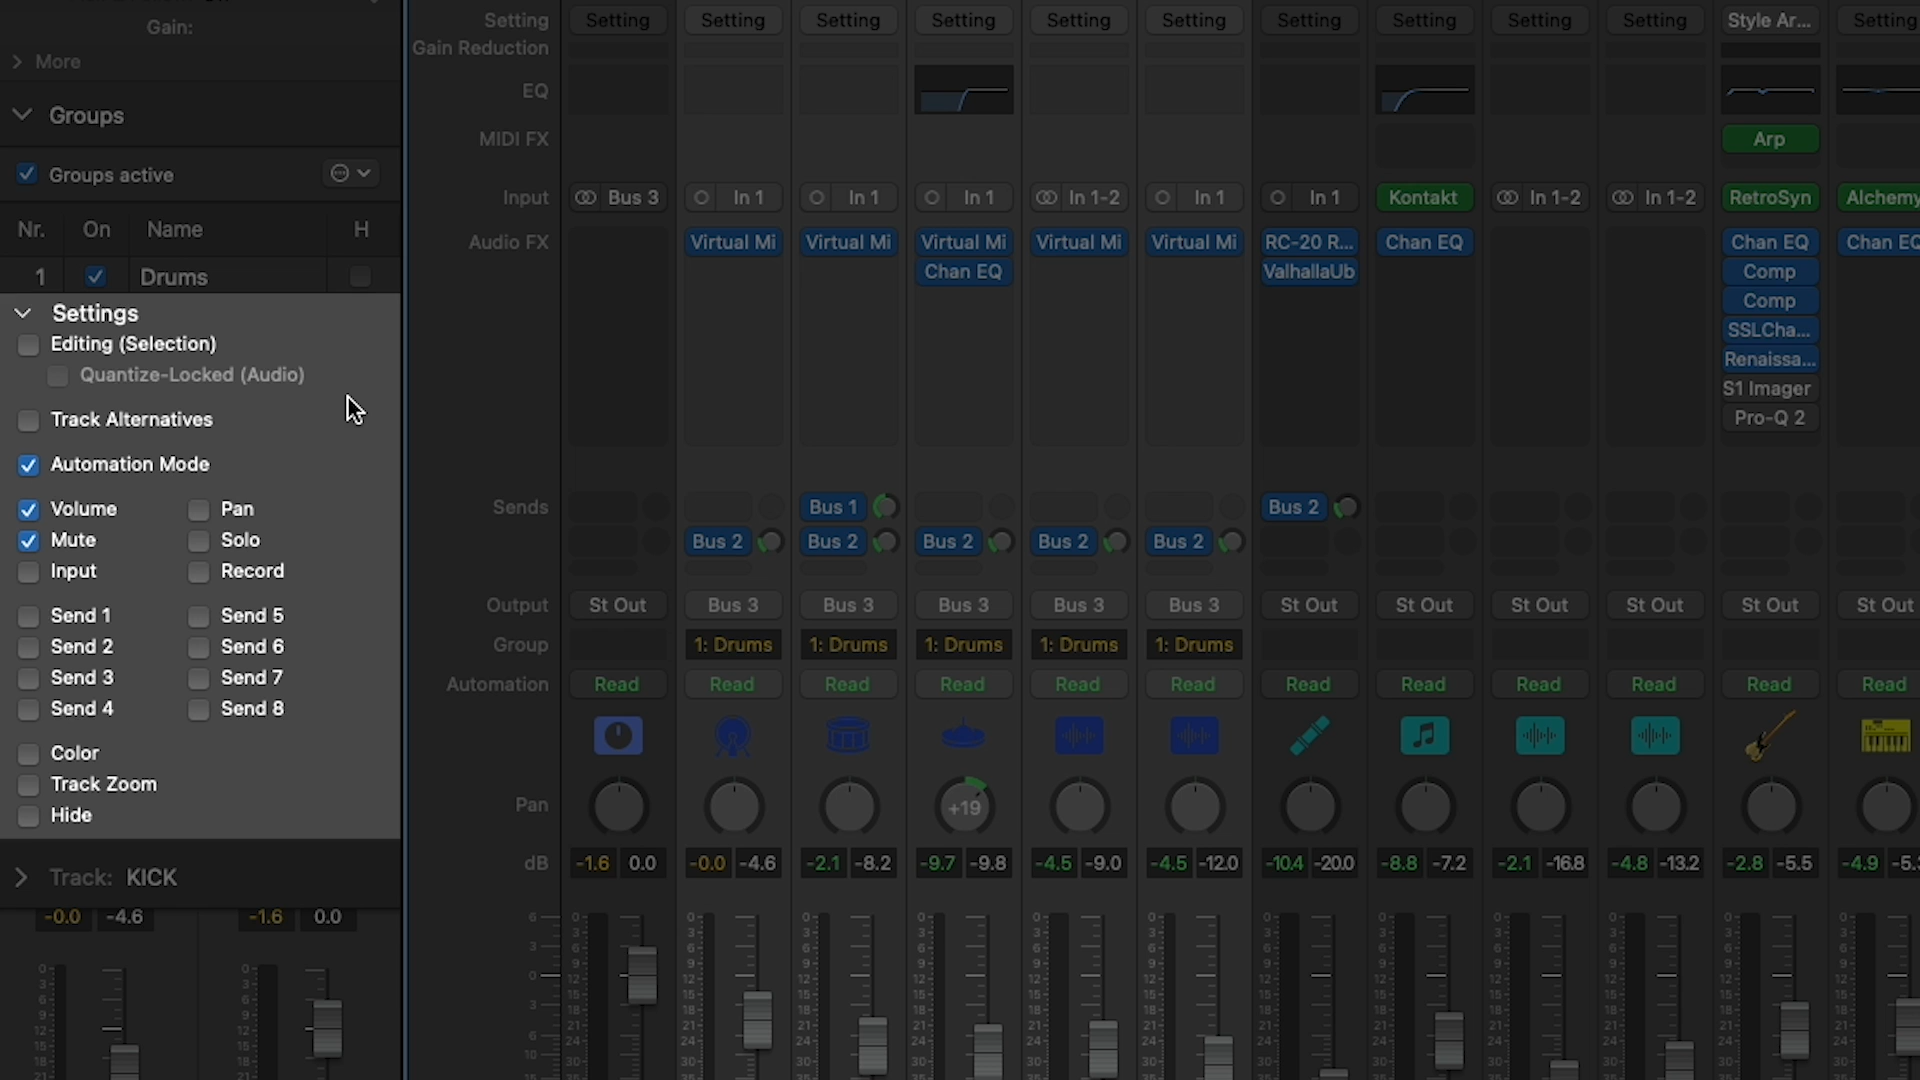 Gain:
More
Groups
Groups active
Nr. On Name H
1 Drums
Settings
Editing (Selection)
Quantize-Locked (Audio)
Track Alternatives
Automation Mode
Volume Pan
Mute Solo
Input Record
Send 1 Send 5
Send 2 Send 6
Send 3 Send 7
Send 4 Send 8
Color
Track Zoom
Hide
Track: KICK
-0.0 -4.6 -1.6 0.0
Setting Setting Setting Setting Setting Setting Setting Setting Setting Setting Setting Style Ar... Setting
Gain Reduction
EQ
MIDI FX Arp
Input Bus 3 In 1 In 1 In 1 In 1-2 In 1 In 1 Kontakt In 1-2 In 1-2 RetroSyn Alchemy
Audio FX Virtual Mi Virtual Mi Virtual Mi Virtual Mi Virtual Mi RC-20 R... Chan EQ Chan EQ Chan EQ
Chan EQ ValhallaUb Comp
Comp
SSLCha...
Renaissa...
S1 Imager
Pro-Q 2
Sends Bus 1 Bus 2
Bus 2 Bus 2 Bus 2 Bus 2 Bus 2
Output St Out Bus 3 Bus 3 Bus 3 Bus 3 Bus 3 St Out St Out St Out St Out St Out St Out
Group 1: Drums 1: Drums 1: Drums 1: Drums 1: Drums
Automation Read Read Read Read Read Read Read Read Read Read Read Read
Pan +19
dB -1.6 0.0 -0.0 -4.6 -2.1 -8.2 -9.7 -9.8 -4.5 -9.0 -4.5 -12.0 -10.4 -20.0 -8.8 -7.2 -2.1 -16.8 -4.8 -13.2 -2.8 -5.5 -4.9